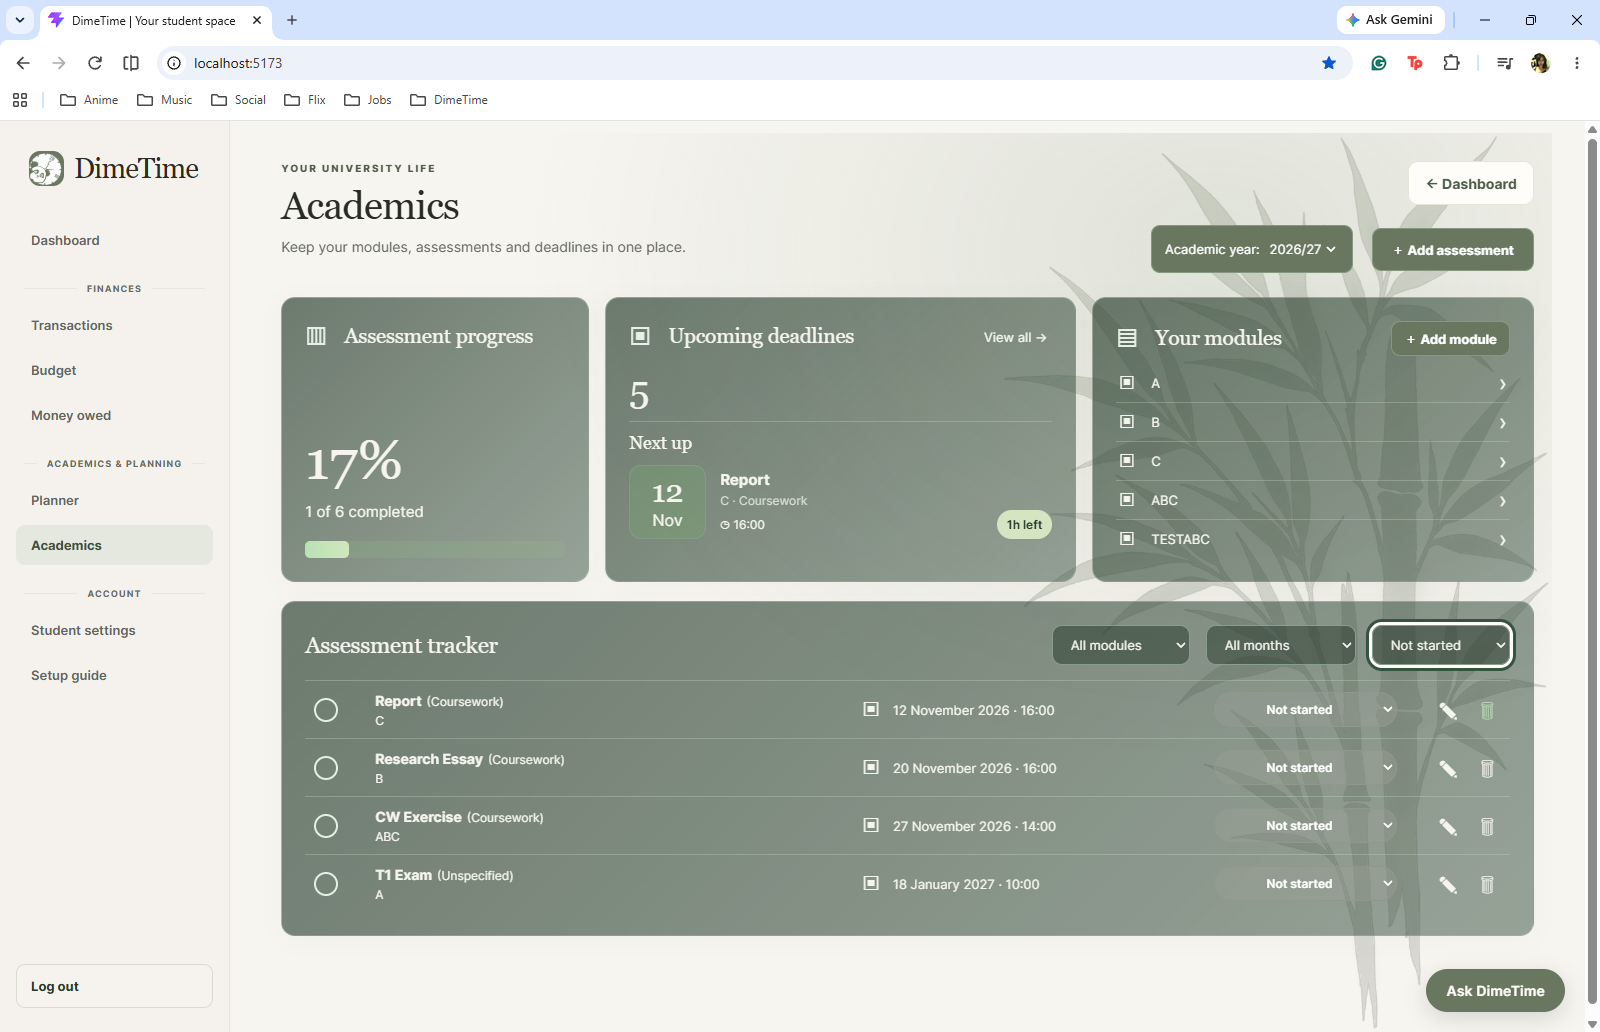 DimeTime | Your student space
Ask Gemini
localhost:5173
Anime
Music
Social
Flix
Jobs
DimeTime
DimeTime
Dashboard
FINANCES
Transactions
Budget
Money owed
ACADEMICS & PLANNING
Planner
Academics
ACCOUNT
Student settings
Setup guide
Log out
YOUR UNIVERSITY LIFE
Academics
Keep your modules, assessments and deadlines in one place.
← Dashboard
Academic year: 2026/27
+ Add assessment
Assessment progress
17%
1 of 6 completed
Upcoming deadlines
View all →
5
Next up
12
Nov
Report
C · Coursework
16:00
1h left
Your modules
+ Add module
A
B
C
ABC
TESTABC
Assessment tracker
All modules
All months
Not started
Report (Coursework)
C
12 November 2026 · 16:00
Not started
Research Essay (Coursework)
B
20 November 2026 · 16:00
Not started
CW Exercise (Coursework)
ABC
27 November 2026 · 14:00
Not started
T1 Exam (Unspecified)
A
18 January 2027 · 10:00
Not started
Ask DimeTime